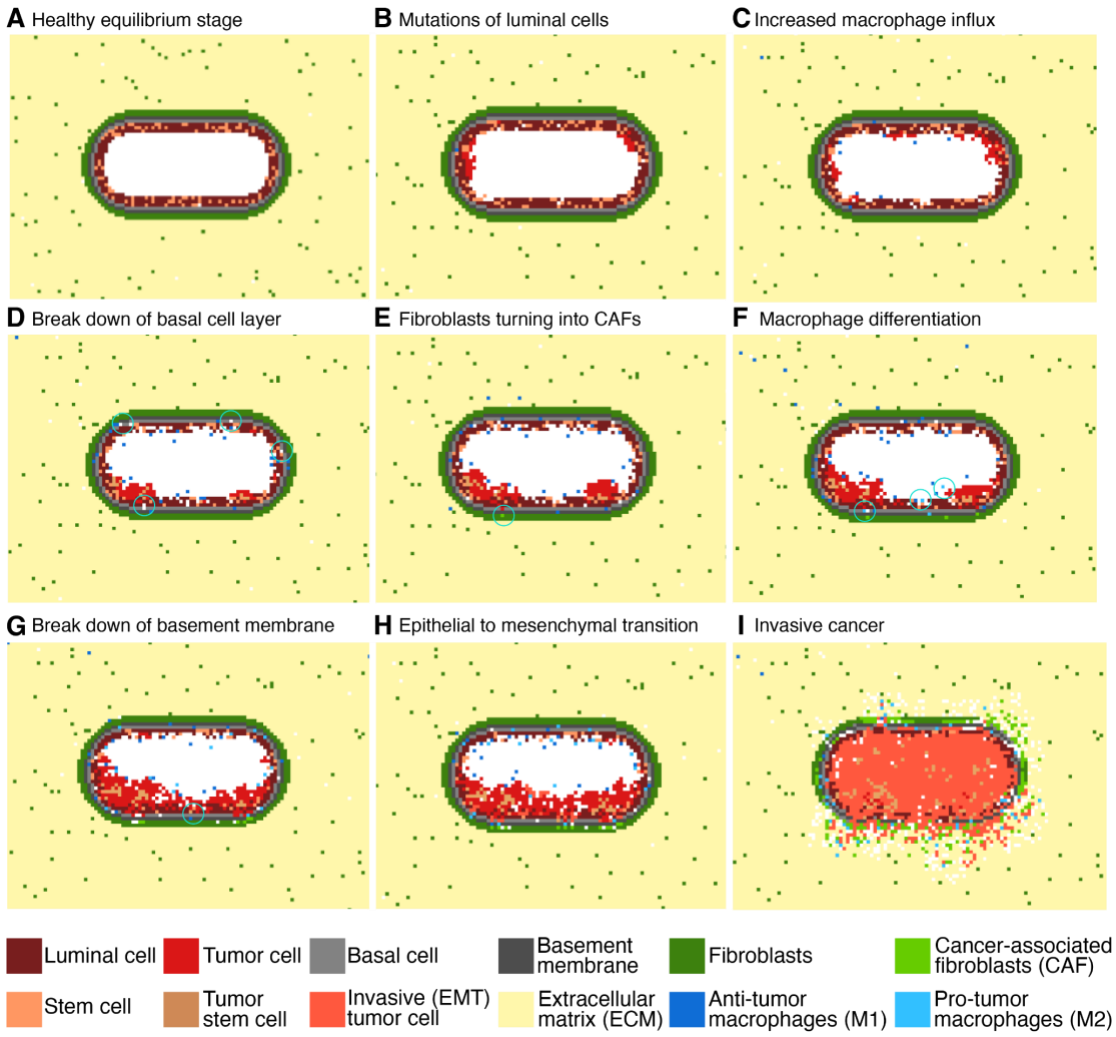 A Healthy equilibrium stage
B Mutations of luminal cells
C Increased macrophage influx
D Break down of basal cell layer
E Fibroblasts turning into CAFs
F Macrophage differentiation
G Break down of basement membrane
H Epithelial to mesenchymal transition
I Invasive cancer
Luminal cell
Tumor cell
Basal cell
Basement
membrane
Fibroblasts
Cancer-associated
fibroblasts (CAF)
Stem cell
Tumor
stem cell
Invasive (EMT)
tumor cell
Extracellular
matrix (ECM)
Anti-tumor
macrophages (M1)
Pro-tumor
macrophages (M2)